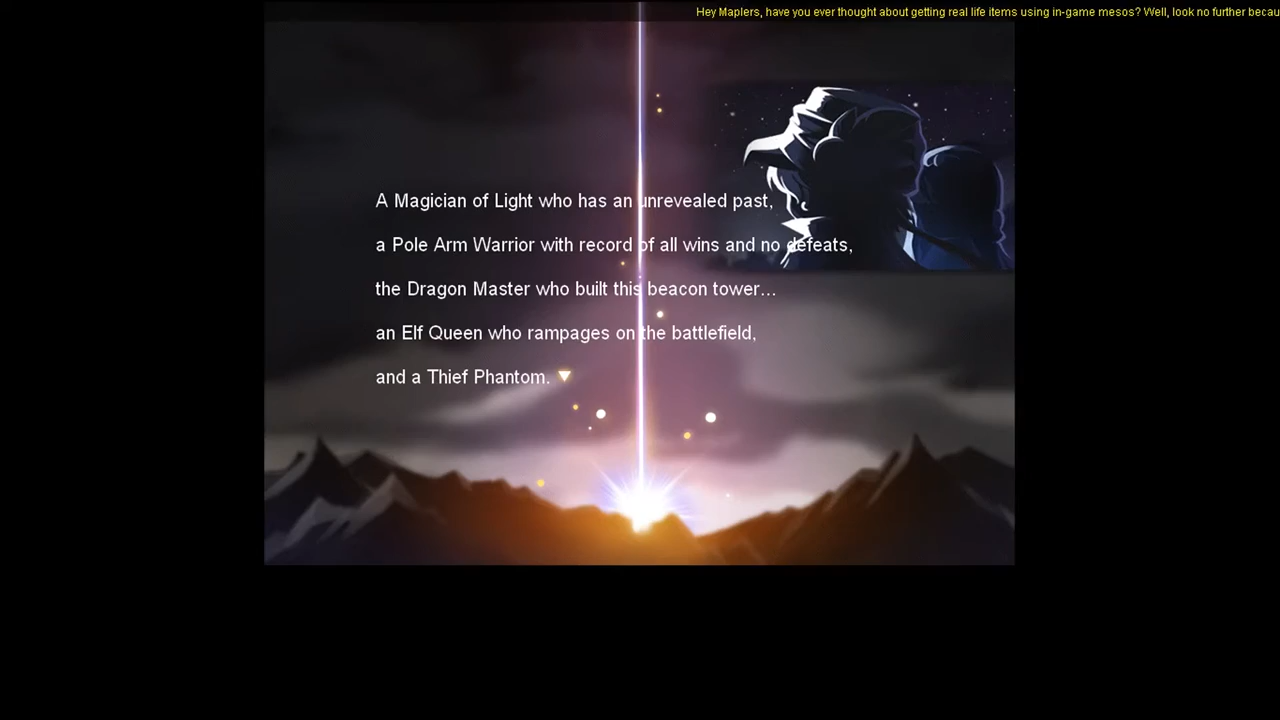 Hey Maplers, have you ever thought about getting real life items using in-game mesos? Well, look no further becau
A Magician of Light who has an unrevealed past,
a Pole Arm Warrior with record of all wins and no defeats,
the Dragon Master who built this beacon tower...
an Elf Queen who rampages on the battlefield,
and a Thief Phantom.